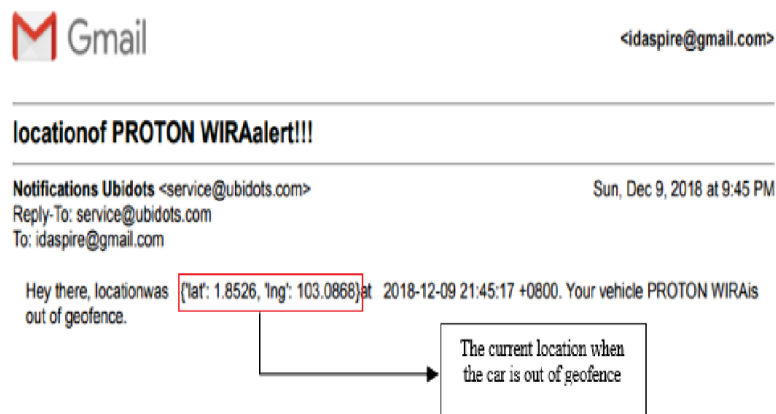 Gmail
<idaspire@gmail.com>
locationof PROTON WIRAalert!!!
Notifications Ubidots <service@ubidots.com>
Sun, Dec 9, 2018 at 9:45 PM
Reply-To: service@ubidots.com
To: idaspire@gmail.com
Hey there, locationwas {'lat': 1.8526, 'lng': 103.0868}at 2018-12-09 21:45:17 +0800. Your vehicle PROTON WIRAis
out of geofence.
The current location when
the car is out of geofence